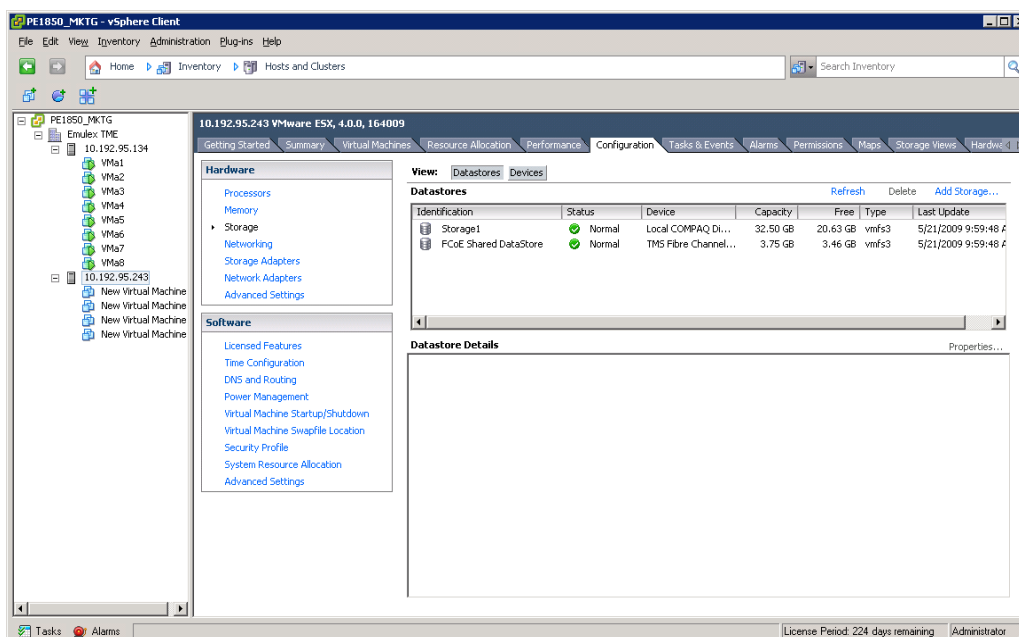 PE1850_MKTG - vSphere Client
File Edit View Inventory Administration Plug-ins Help
Home Inventory Hosts and Clusters Search Inventory
PE1850_MKTG
Emulex TME
10.192.95.134
VMa1
VMa2
VMa3
VMa4
VMa5
VMa6
VMa7
VMa8
10.192.95.243
New Virtual Machine
New Virtual Machine
New Virtual Machine
New Virtual Machine
10.192.95.243 VMware ESX, 4.0.0, 164009
Getting Started Summary Virtual Machines Resource Allocation Performance Configuration Tasks & Events Alarms Permissions Maps Storage Views Hardwa
Hardware
Processors
Memory
Storage
Networking
Storage Adapters
Network Adapters
Advanced Settings
Software
Licensed Features
Time Configuration
DNS and Routing
Power Management
Virtual Machine Startup/Shutdown
Virtual Machine Swapfile Location
Security Profile
System Resource Allocation
Advanced Settings
View: Datastores Devices
Datastores Refresh Delete Add Storage...
Identification Status Device Capacity Free Type Last Update
Storage1 Normal Local COMPAQ Di... 32.50 GB 20.63 GB vmfs3 5/21/2009 9:59:48 A
FCoE Shared DataStore Normal TMS Fibre Channel... 3.75 GB 3.46 GB vmfs3 5/21/2009 9:59:48 A
Datastore Details Properties...
Tasks Alarms License Period: 224 days remaining Administrator